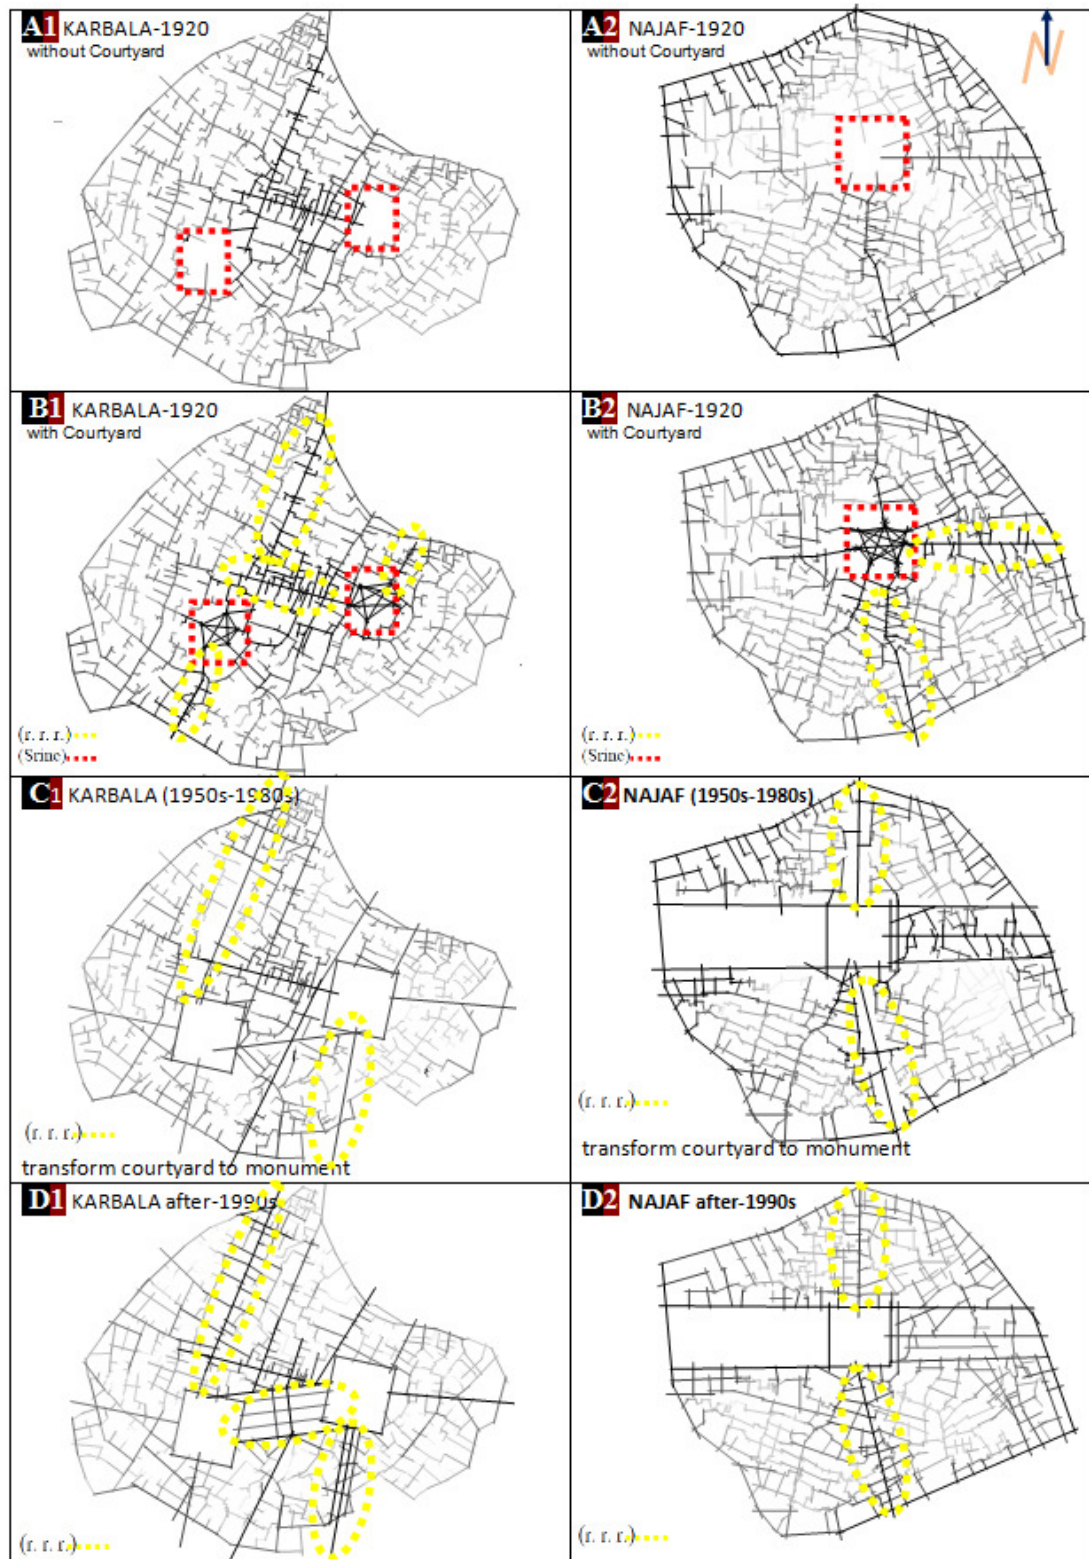 A1 KARBALA-1920
without Courtyard
A2 NAJAF-1920
without Courtyard
N
B1 KARBALA-1920
with Courtyard
(r. r. r.)
(Srine)
B2 NAJAF-1920
with Courtyard
(r. r. r.)
(Srine)
C1 KARBALA (1950s-1980s)
(r. r. r.)
transform courtyard to monument
C2 NAJAF (1950s-1980s)
(r. r. r.)
transform courtyard to monument
D1 KARBALA after-1990s
(r. r. r.)
D2 NAJAF after-1990s
(r. r. r.)